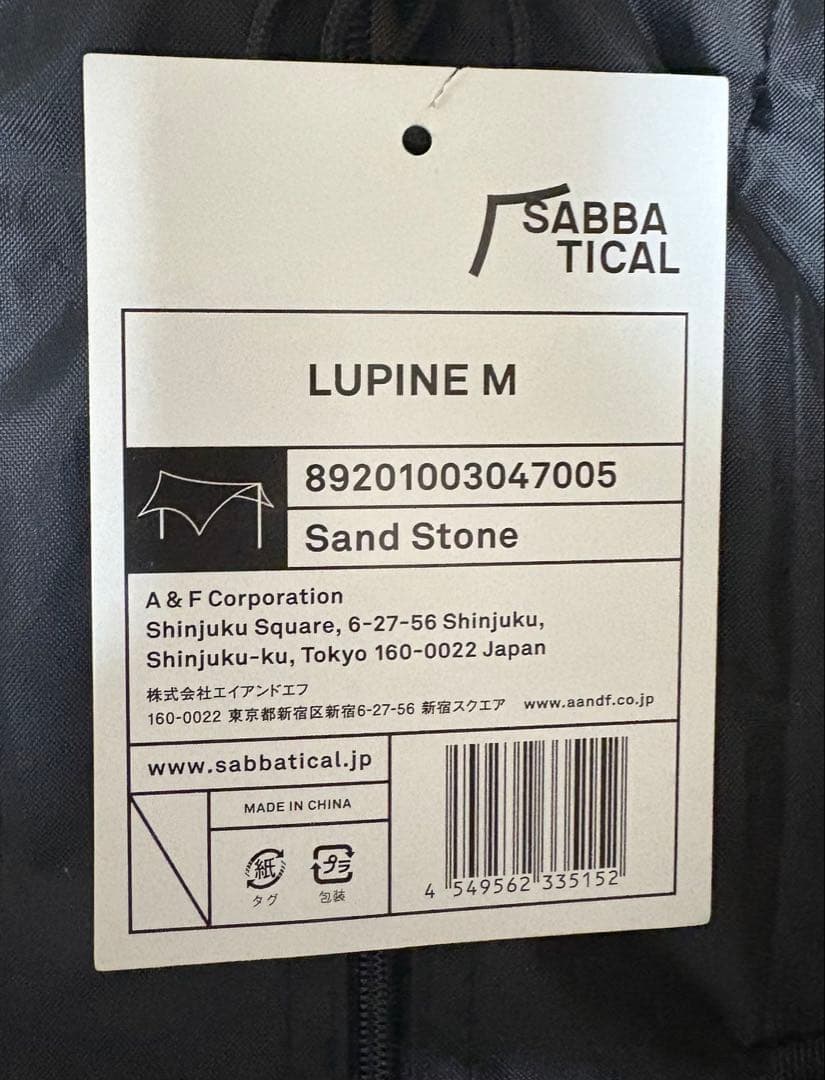 SABBA
TICAL
LUPINE M
89201003047005
Sand Stone
A & F Corporation
Shinjuku Square, 6-27-56 Shinjuku,
Shinjuku-ku, Tokyo 160-0022 Japan
株式会社エイアンドエフ
160-0022 東京都新宿区新宿6-27-56 新宿スクエア www.aandf.co.jp
www.sabbatical.jp
MADE IN CHINA
紙 プラ
タグ 包装
4 549562 335152